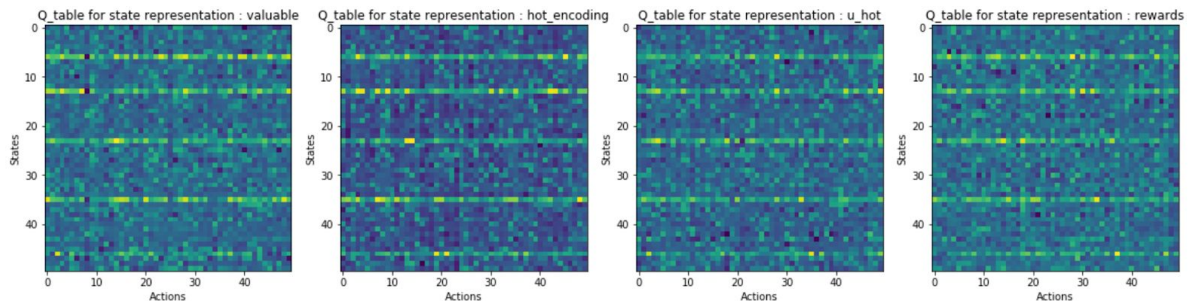 Q_table for state representation : valuable
Q_table for state representation : hot_encoding
Q_table for state representation : u_hot
Q_table for state representation : rewards
0
10
20
30
40
States
0 10 20 30 40
Actions
0
10
20
30
40
States
0 10 20 30 40
Actions
0
10
20
30
40
States
0 10 20 30 40
Actions
0
10
20
30
40
States
0 10 20 30 40
Actions